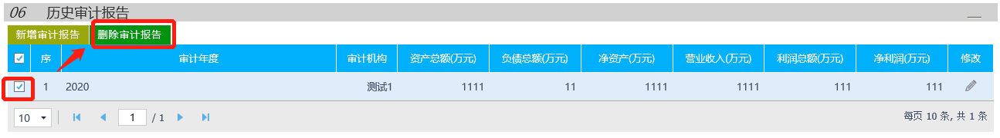 06 历史审计报告
新增审计报告 删除审计报告
序 审计年度 审计机构 资产总额(万元) 负债总额(万元) 净资产(万元) 营业收入(万元) 利润总额(万元) 净利润(万元) 修改
1 2020 测试1 1111 11 1111 1111 111 111
10 1 / 1 每页 10 条, 共 1 条